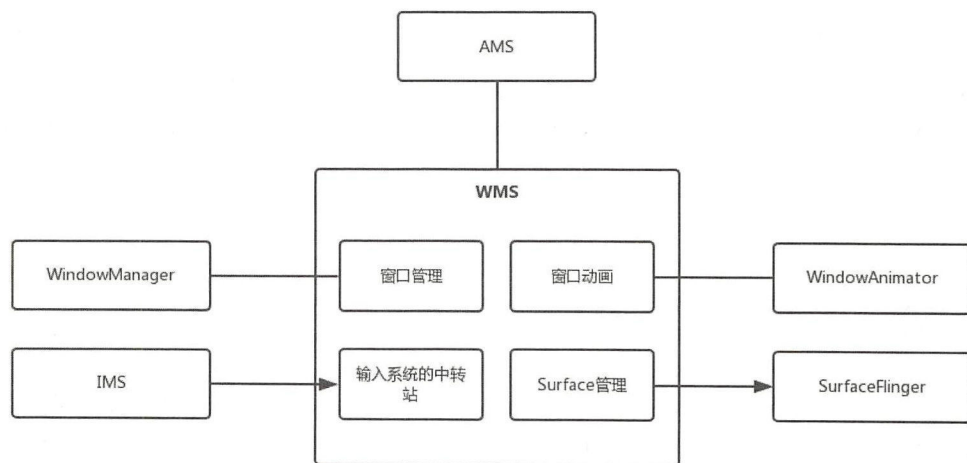 AMS
WMS
WindowManager
窗口管理
窗口动画
WindowAnimator
IMS
输入系统的中转
站
Surface管理
SurfaceFlinger